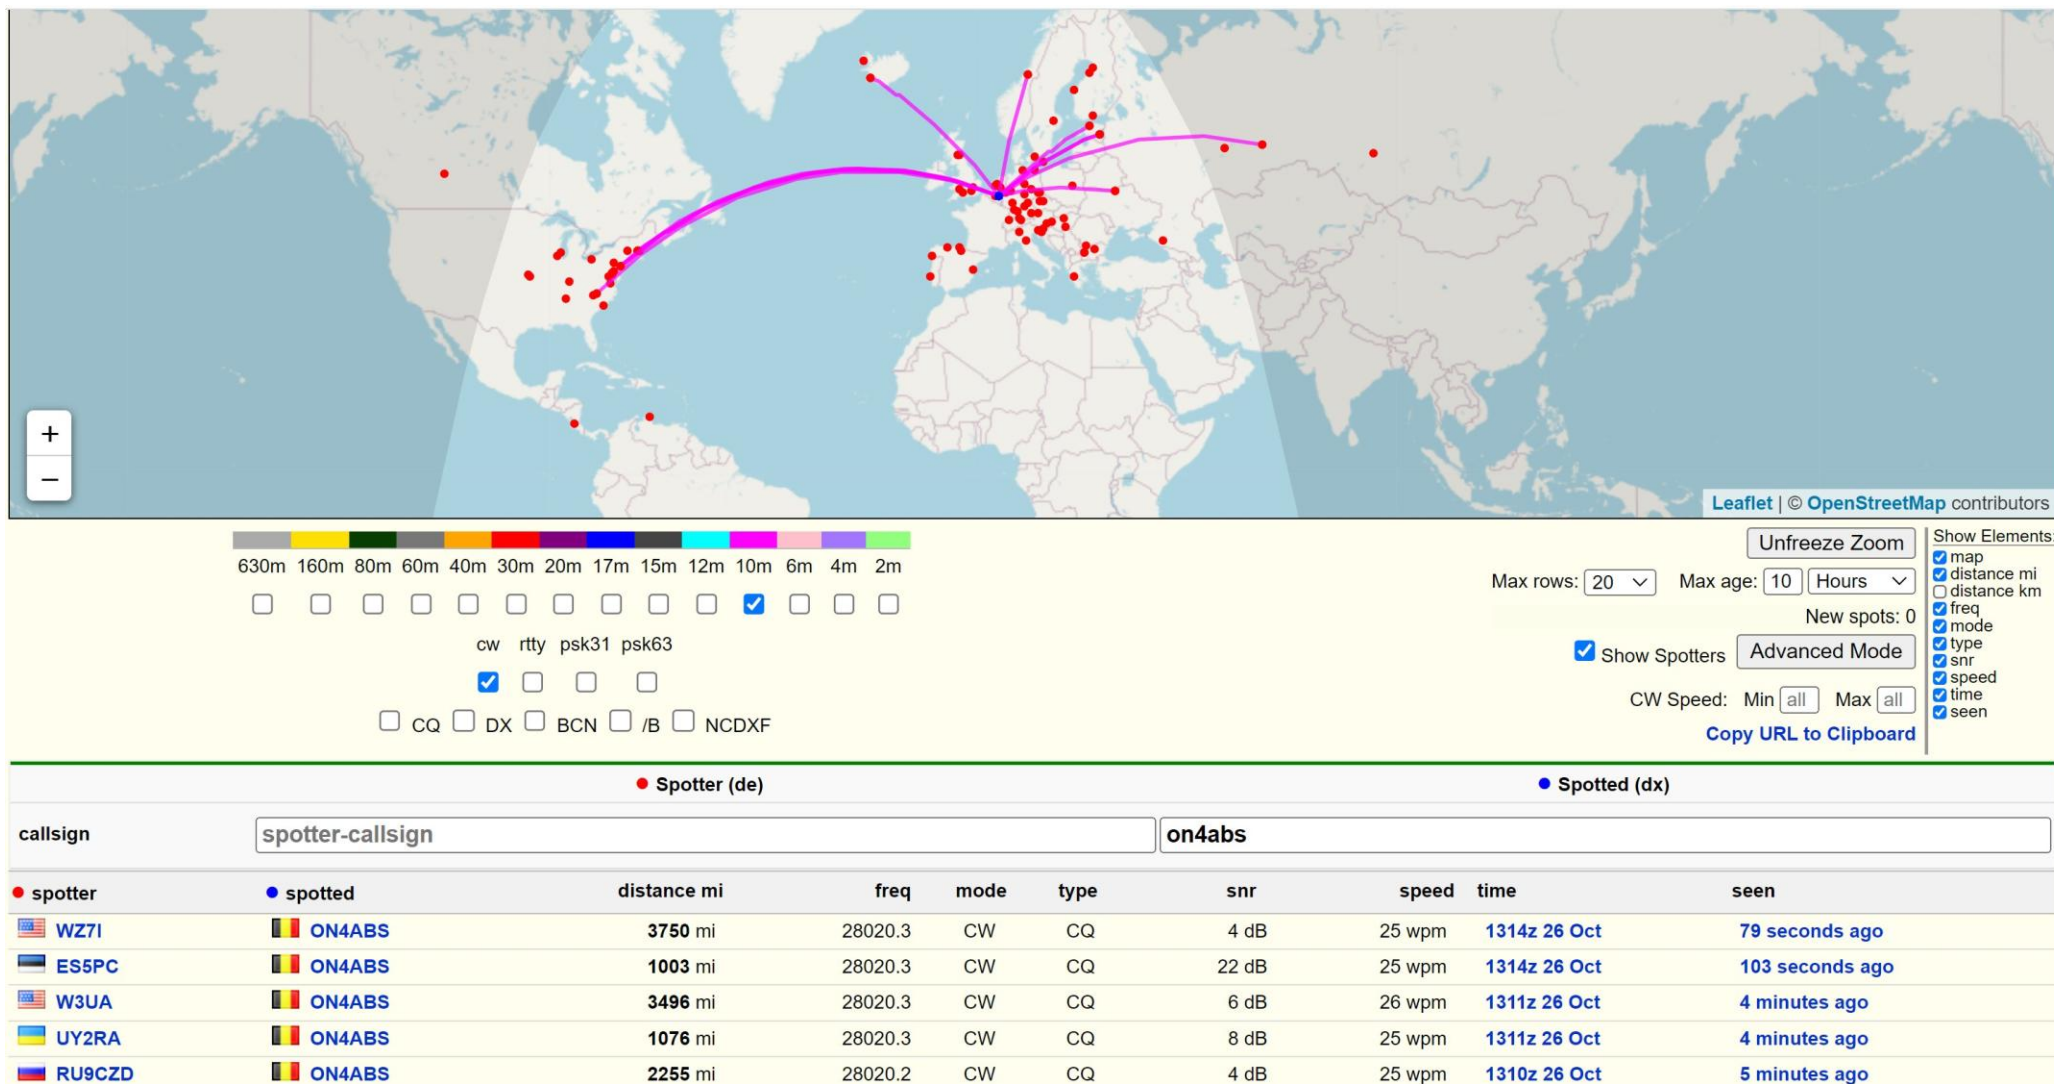 +
−
Leaflet | © OpenStreetMap contributors
630m 160m 80m 60m 40m 30m 20m 17m 15m 12m 10m 6m 4m 2m
cw rtty psk31 psk63
CQ DX BCN /B NCDXF
Unfreeze Zoom
Max rows: 20 Max age: 10 Hours
New spots: 0
Show Spotters Advanced Mode
CW Speed: Min all Max all
Copy URL to Clipboard
Show Elements:
map
distance mi
distance km
freq
mode
type
snr
speed
time
seen
Spotter (de) Spotted (dx)
callsign spotter-callsign on4abs
spotter spotted distance mi freq mode type snr speed time seen
WZ7I ON4ABS 3750 mi 28020.3 CW CQ 4 dB 25 wpm 1314z 26 Oct 79 seconds ago
ES5PC ON4ABS 1003 mi 28020.3 CW CQ 22 dB 25 wpm 1314z 26 Oct 103 seconds ago
W3UA ON4ABS 3496 mi 28020.3 CW CQ 6 dB 26 wpm 1311z 26 Oct 4 minutes ago
UY2RA ON4ABS 1076 mi 28020.3 CW CQ 8 dB 25 wpm 1311z 26 Oct 4 minutes ago
RU9CZD ON4ABS 2255 mi 28020.2 CW CQ 4 dB 25 wpm 1310z 26 Oct 5 minutes ago